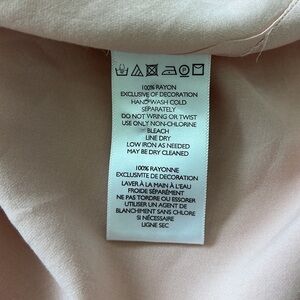 100% RAYON
EXCLUSIVE OF DECORATION
HAND WASH COLD
SEPARATELY
DO NOT WRING OR TWIST
USE ONLY NON-CHLORINE
BLEACH
LINE DRY
LOW IRON AS NEEDED
MAY BE DRY CLEANED
100% RAYONNE
EXCLUSIVITE DE DECORATION
LAVER À LA MAIN À L'EAU
FROIDE SÉPARÉMENT
NE PAS TORDRE OU ESSORER
UTILISER UN AGENT DE
BLANCHIMENT SANS CHLORE
SI NÉCESSAIRE
LIGNE SEC